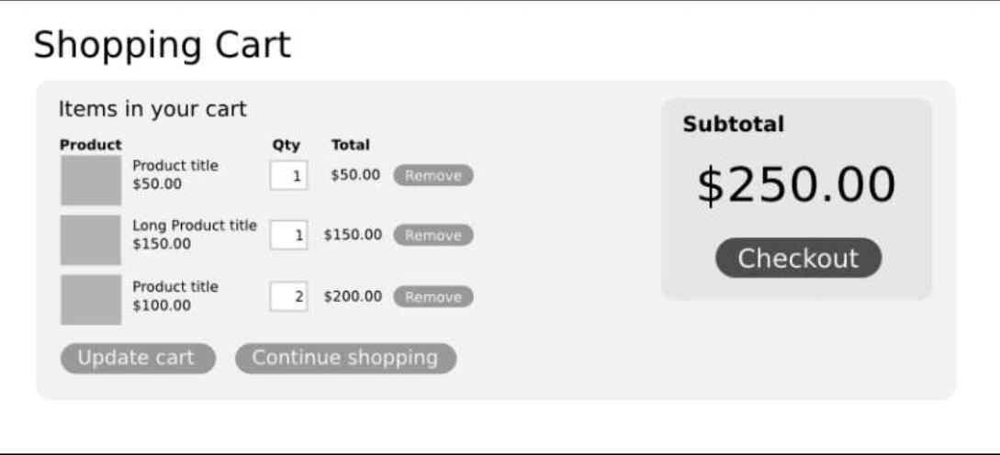 Shopping Cart
Items in your cart
Product Qty Total
Product title
$50.00
1 $50.00 Remove
Long Product title
$150.00
1 $150.00 Remove
Product title
$100.00
2 $200.00 Remove
Update cart Continue shopping
Subtotal
$250.00
Checkout